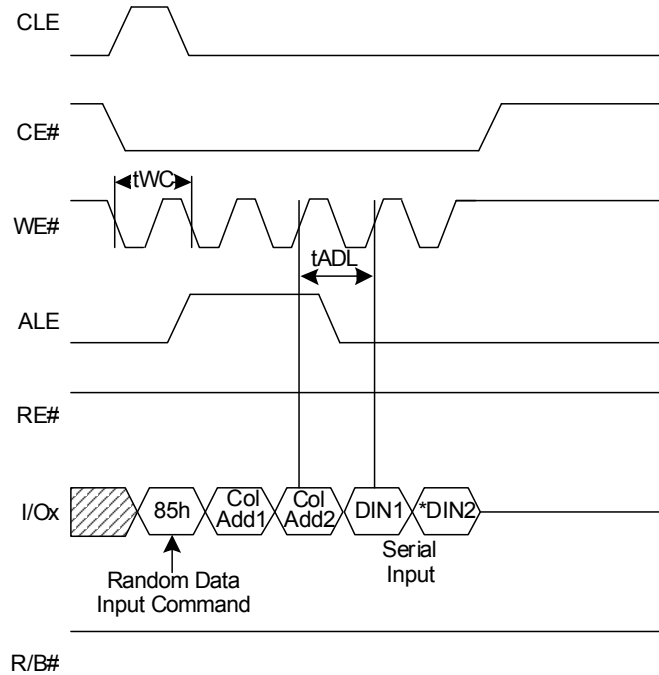 CLE
CE#
tWC
WE#
tADL
ALE
RE#
I/Ox
85h
Col
Add1
Col
Add2
DIN1
*DIN2
Serial
Input
Random Data
Input Command
R/B#